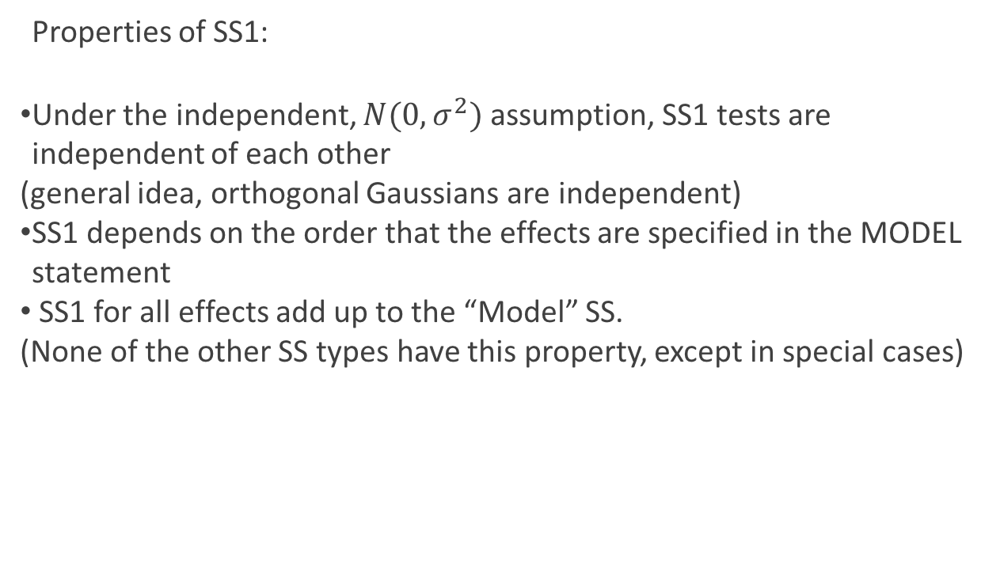 Properties of SS1:
•Under the independent, N(0, σ²) assumption, SS1 tests are
independent of each other
(general idea, orthogonal Gaussians are independent)
•SS1 depends on the order that the effects are specified in the MODEL
statement
• SS1 for all effects add up to the “Model” SS.
(None of the other SS types have this property, except in special cases)